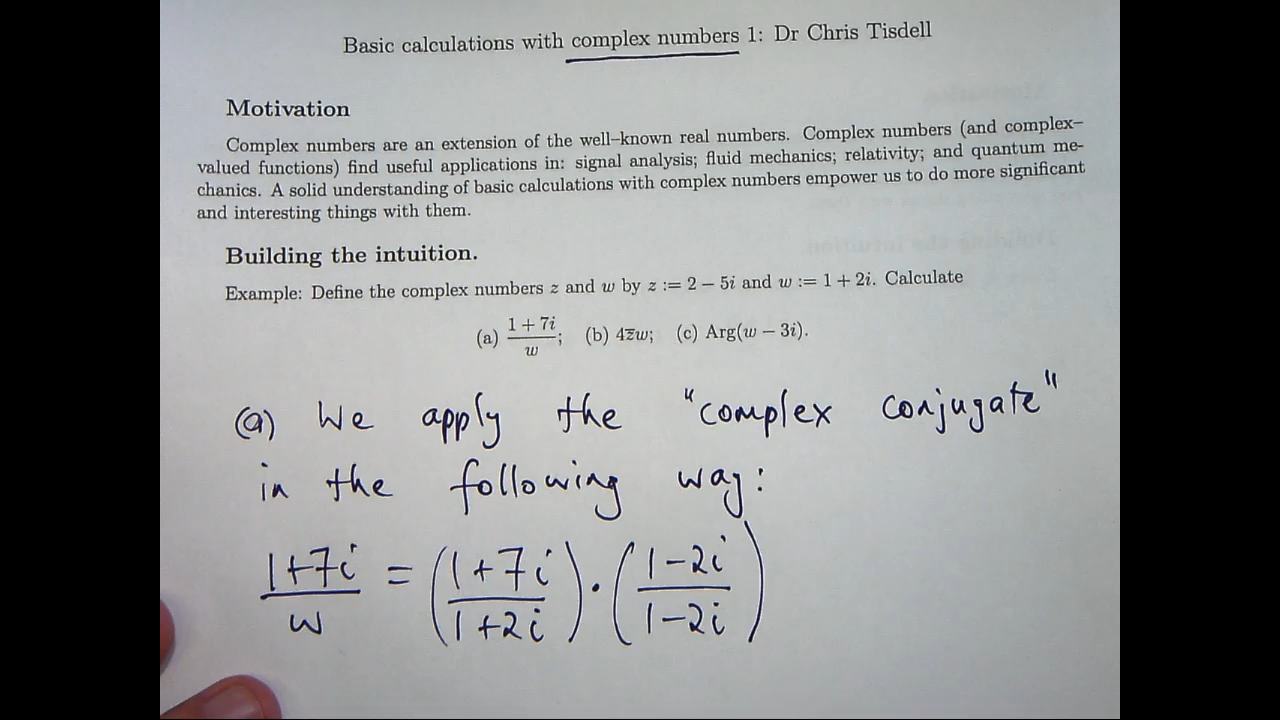 Basic calculations with complex numbers 1: Dr Chris Tisdell
Motivation
Complex numbers are an extension of the well–known real numbers. Complex numbers (and complex–
valued functions) find useful applications in: signal analysis; fluid mechanics; relativity; and quantum me-
chanics. A solid understanding of basic calculations with complex numbers empower us to do more significant
and interesting things with them.
Building the intuition.
Example: Define the complex numbers z and w by z := 2 − 5i and w := 1 + 2i. Calculate
(a) (1 + 7i)/w; (b) 4z̅w; (c) Arg(w − 3i).
(a) We apply the "complex conjugate"
in the following way:
(1+7i)/w = ((1+7i)/(1+2i)) · ((1−2i)/(1−2i))